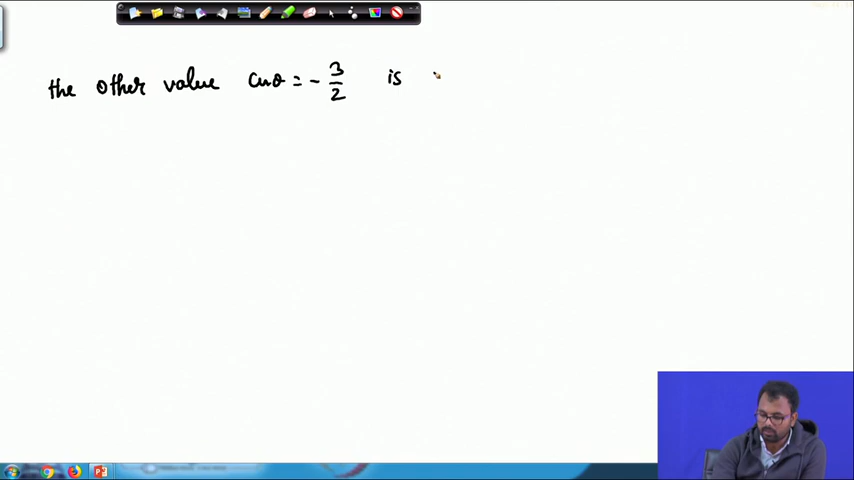 the other value cosθ = - 3/2 is